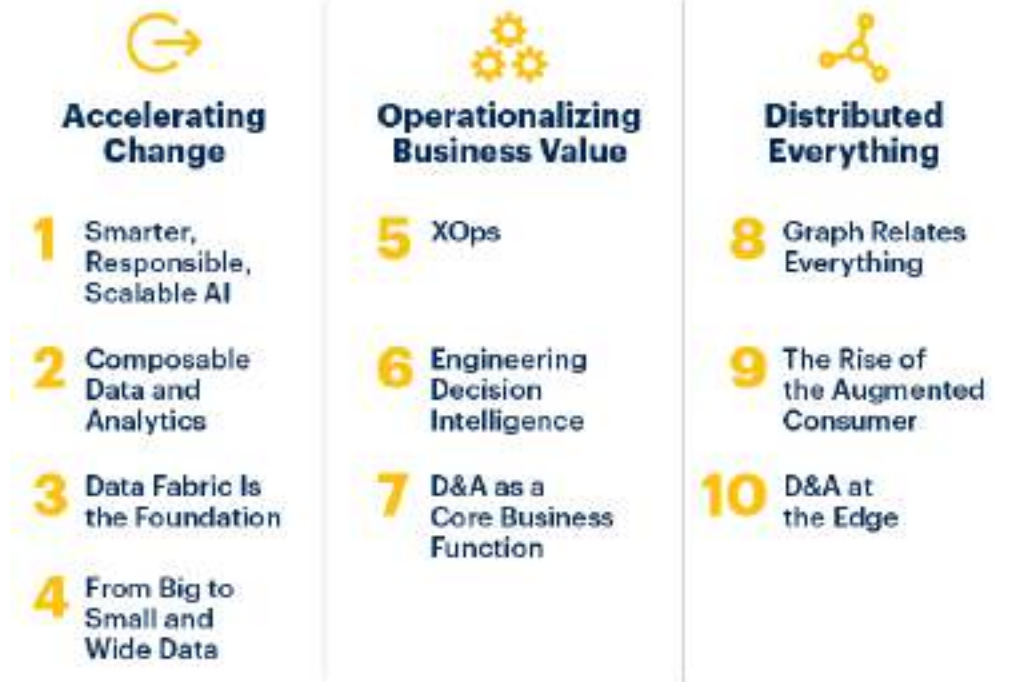 Accelerating
Change
1 Smarter,
Responsible,
Scalable AI
2 Composable
Data and
Analytics
3 Data Fabric Is
the Foundation
4 From Big to
Small and
Wide Data
Operationalizing
Business Value
5 XOps
6 Engineering
Decision
Intelligence
7 D&A as a
Core Business
Function
Distributed
Everything
8 Graph Relates
Everything
9 The Rise of
the Augmented
Consumer
10 D&A at
the Edge